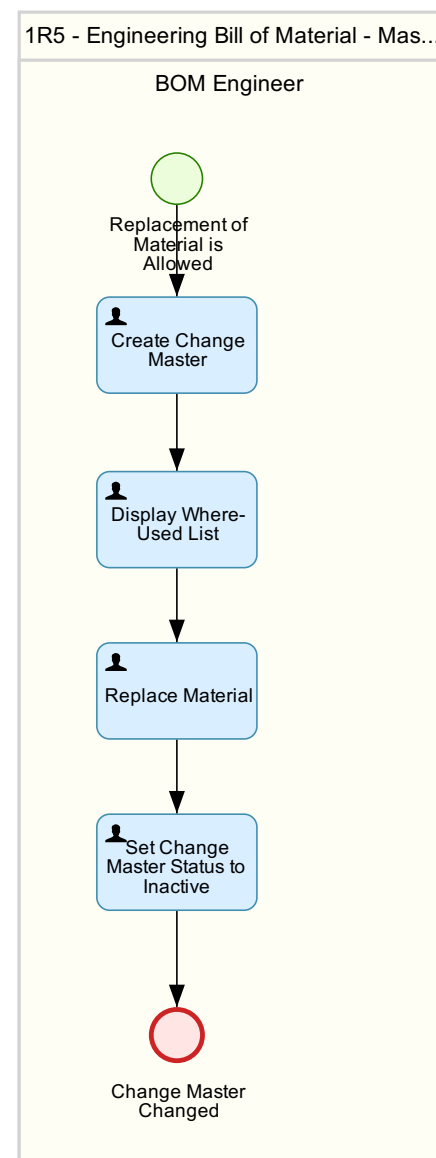 1R5 - Engineering Bill of Material - Mas...
BOM Engineer
Replacement of
Material is
Allowed
Create Change
Master
Display Where-
Used List
Replace Material
Set Change
Master Status to
Inactive
Change Master
Changed